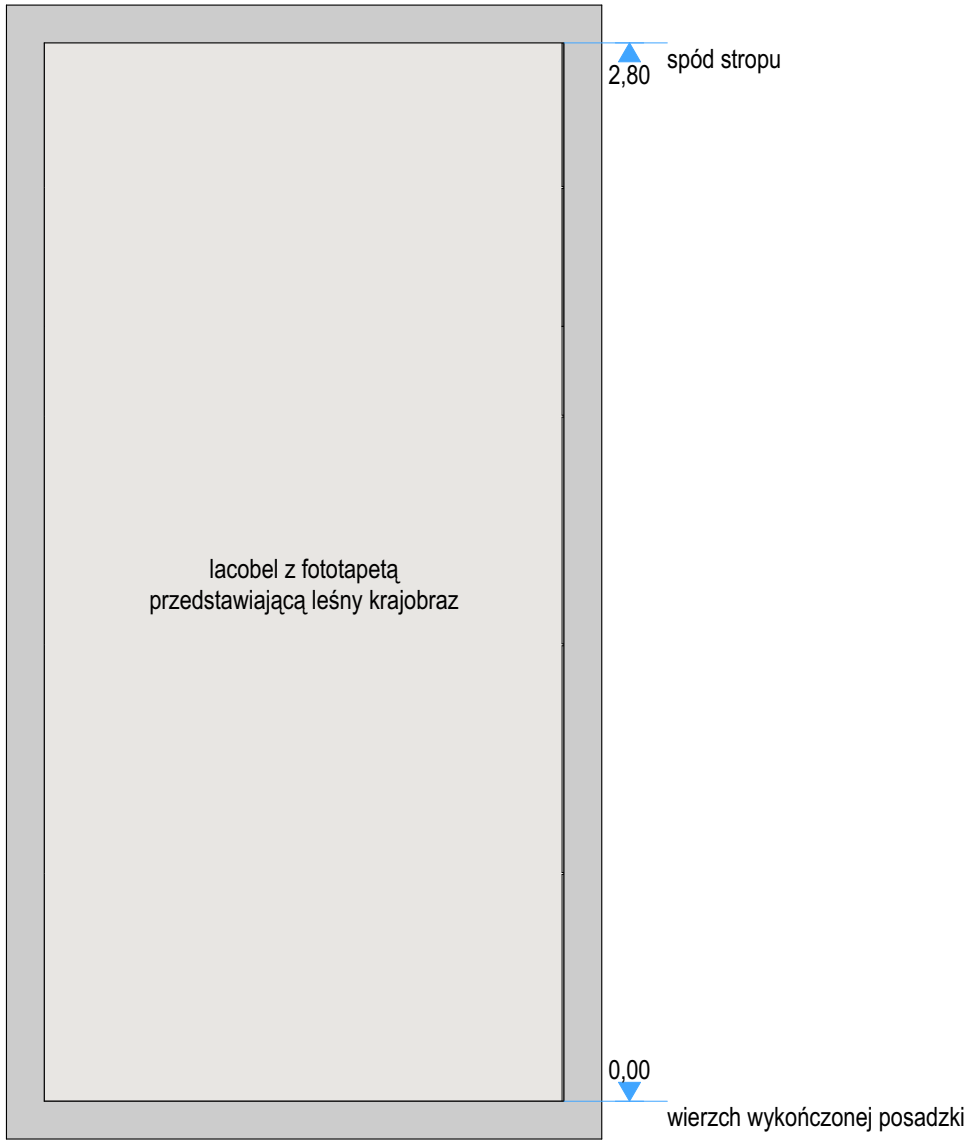 spód stropu
2,80
lacobel z fototapetą
przedstawiającą leśny krajobraz
0,00
wierzch wykończonej posadzki